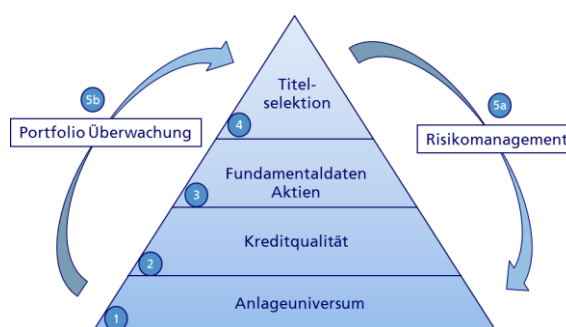 5b
Portfolio Überwachung
Titel-
selektion
4
5a
Risikomanagement
Fundamentaldaten
Aktien
3
Kreditqualität
2
Anlageuniversum
1